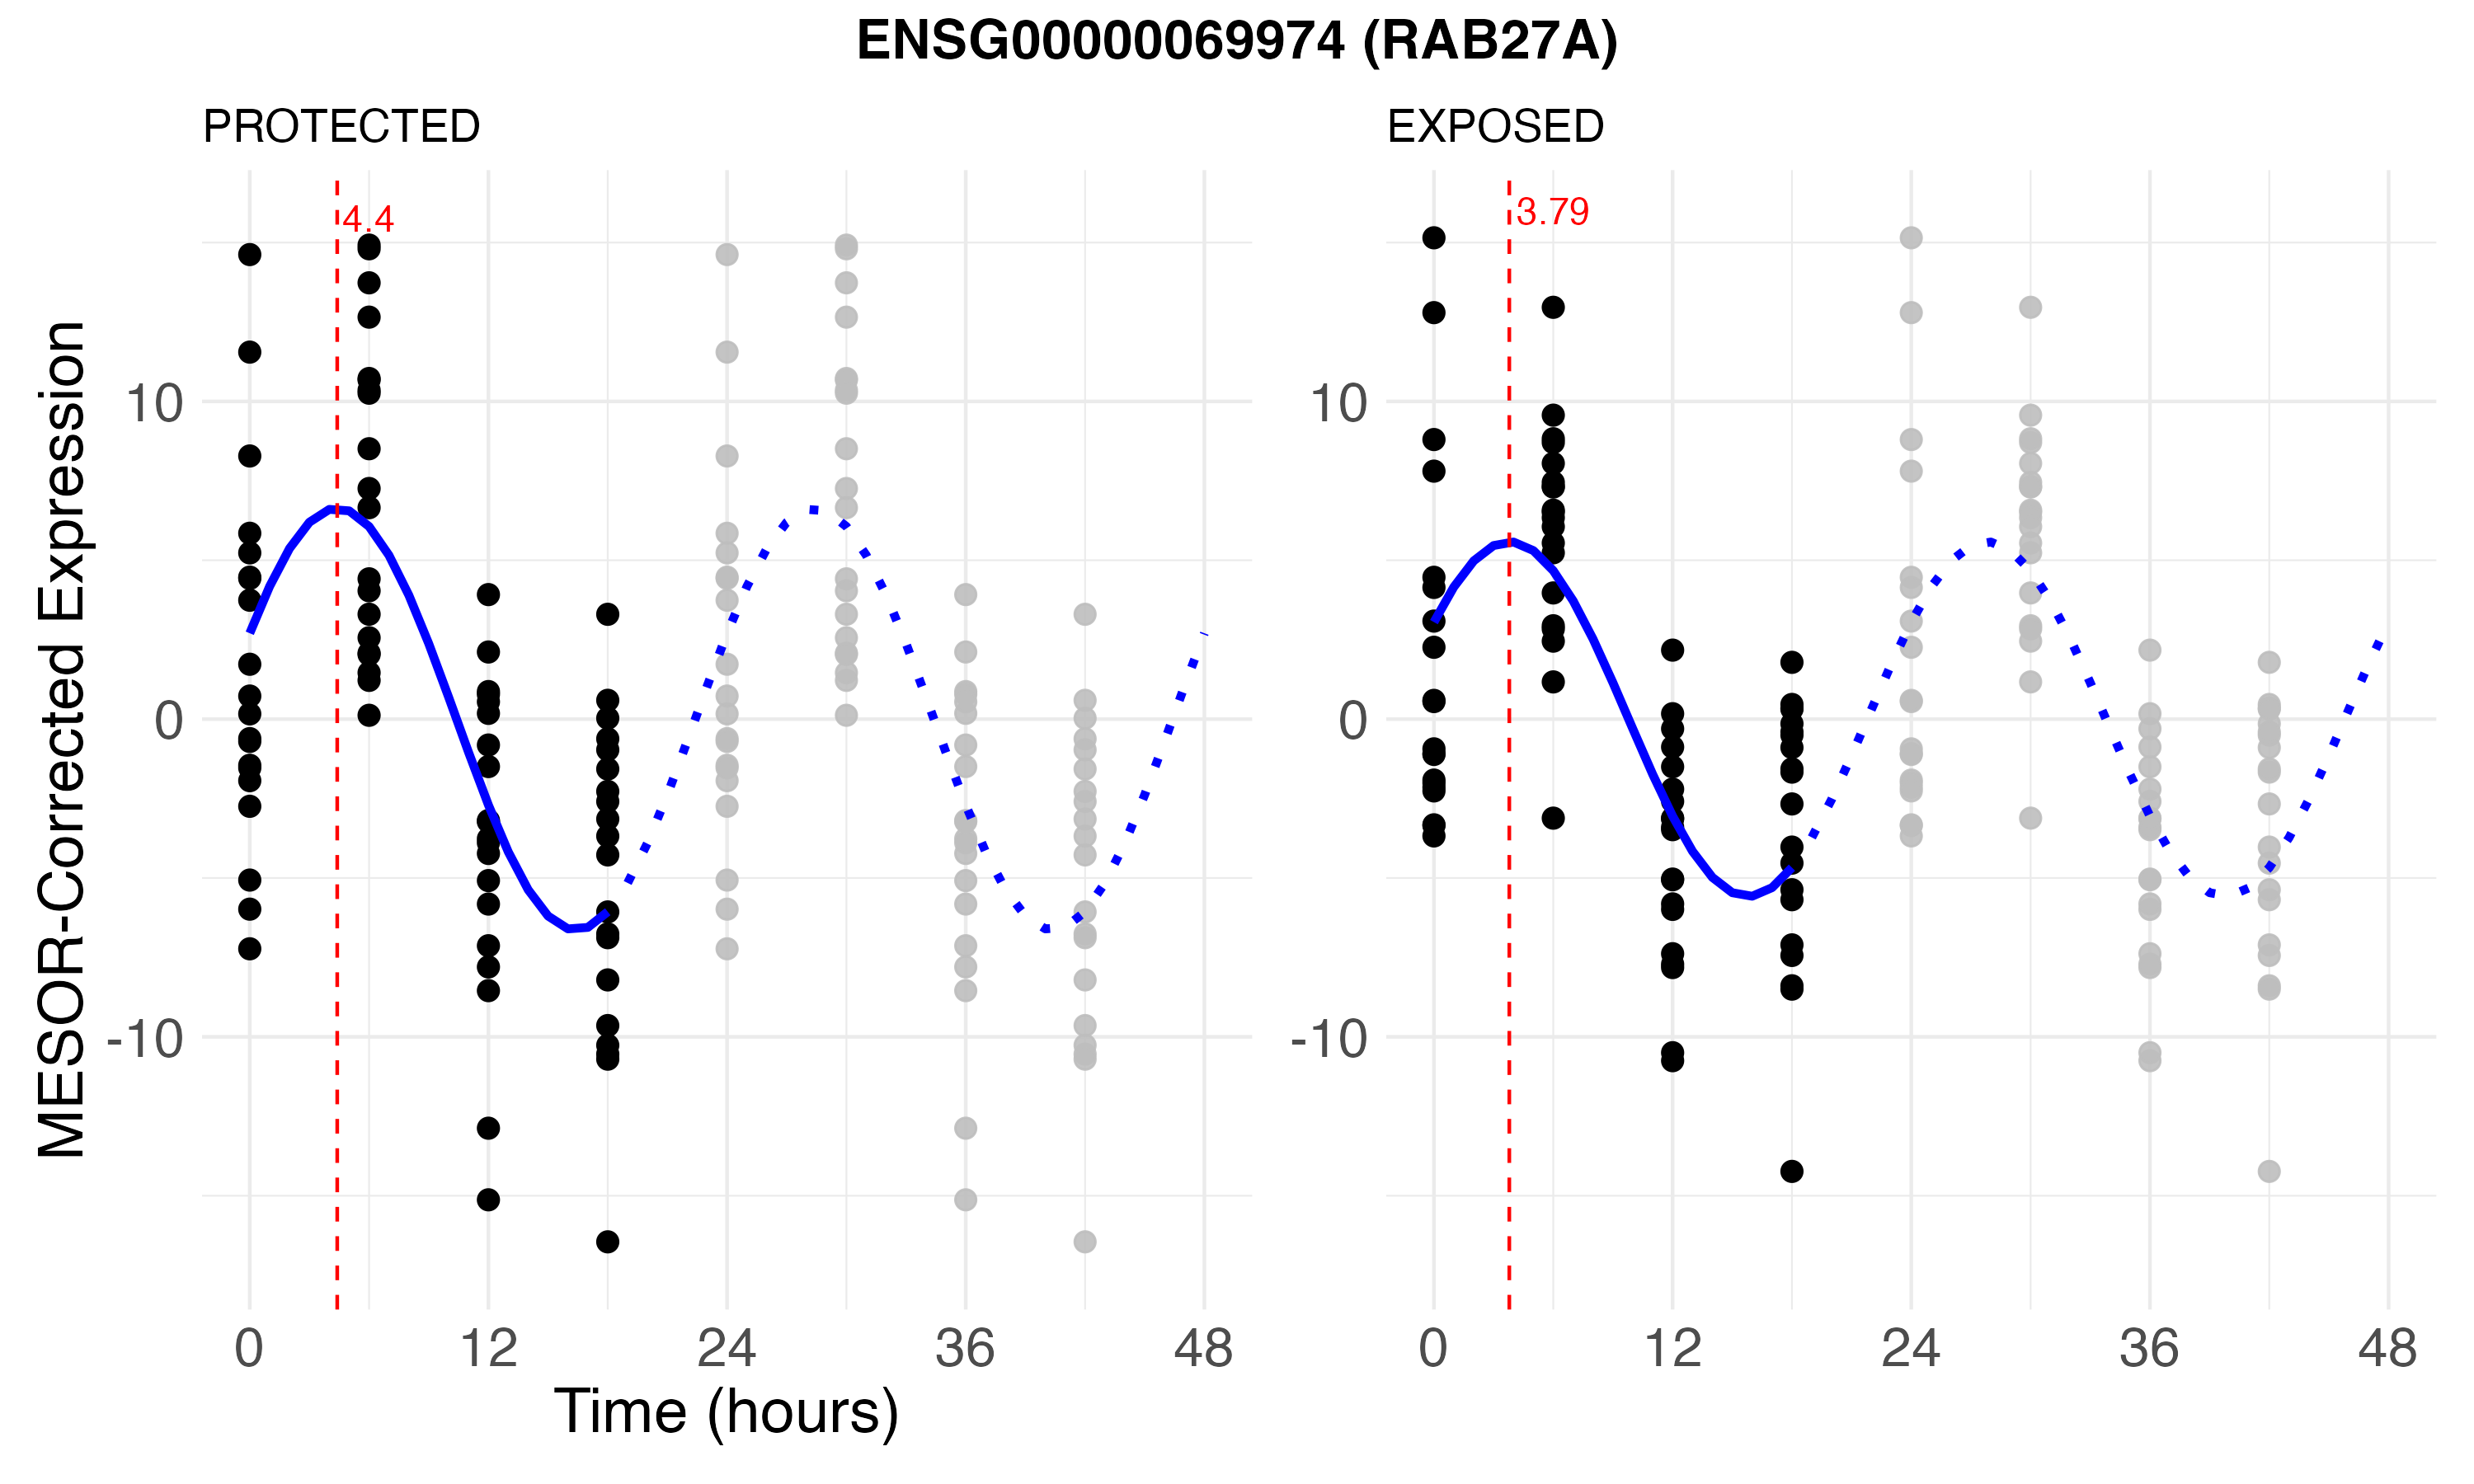 ENSG00000069974 (RAB27A)
PROTECTED
EXPOSED
4.4
3.79
MESOR-Corrected Expression
10
0
-10
10
0
-10
0 12 24 36 48
0 12 24 36 48
Time (hours)